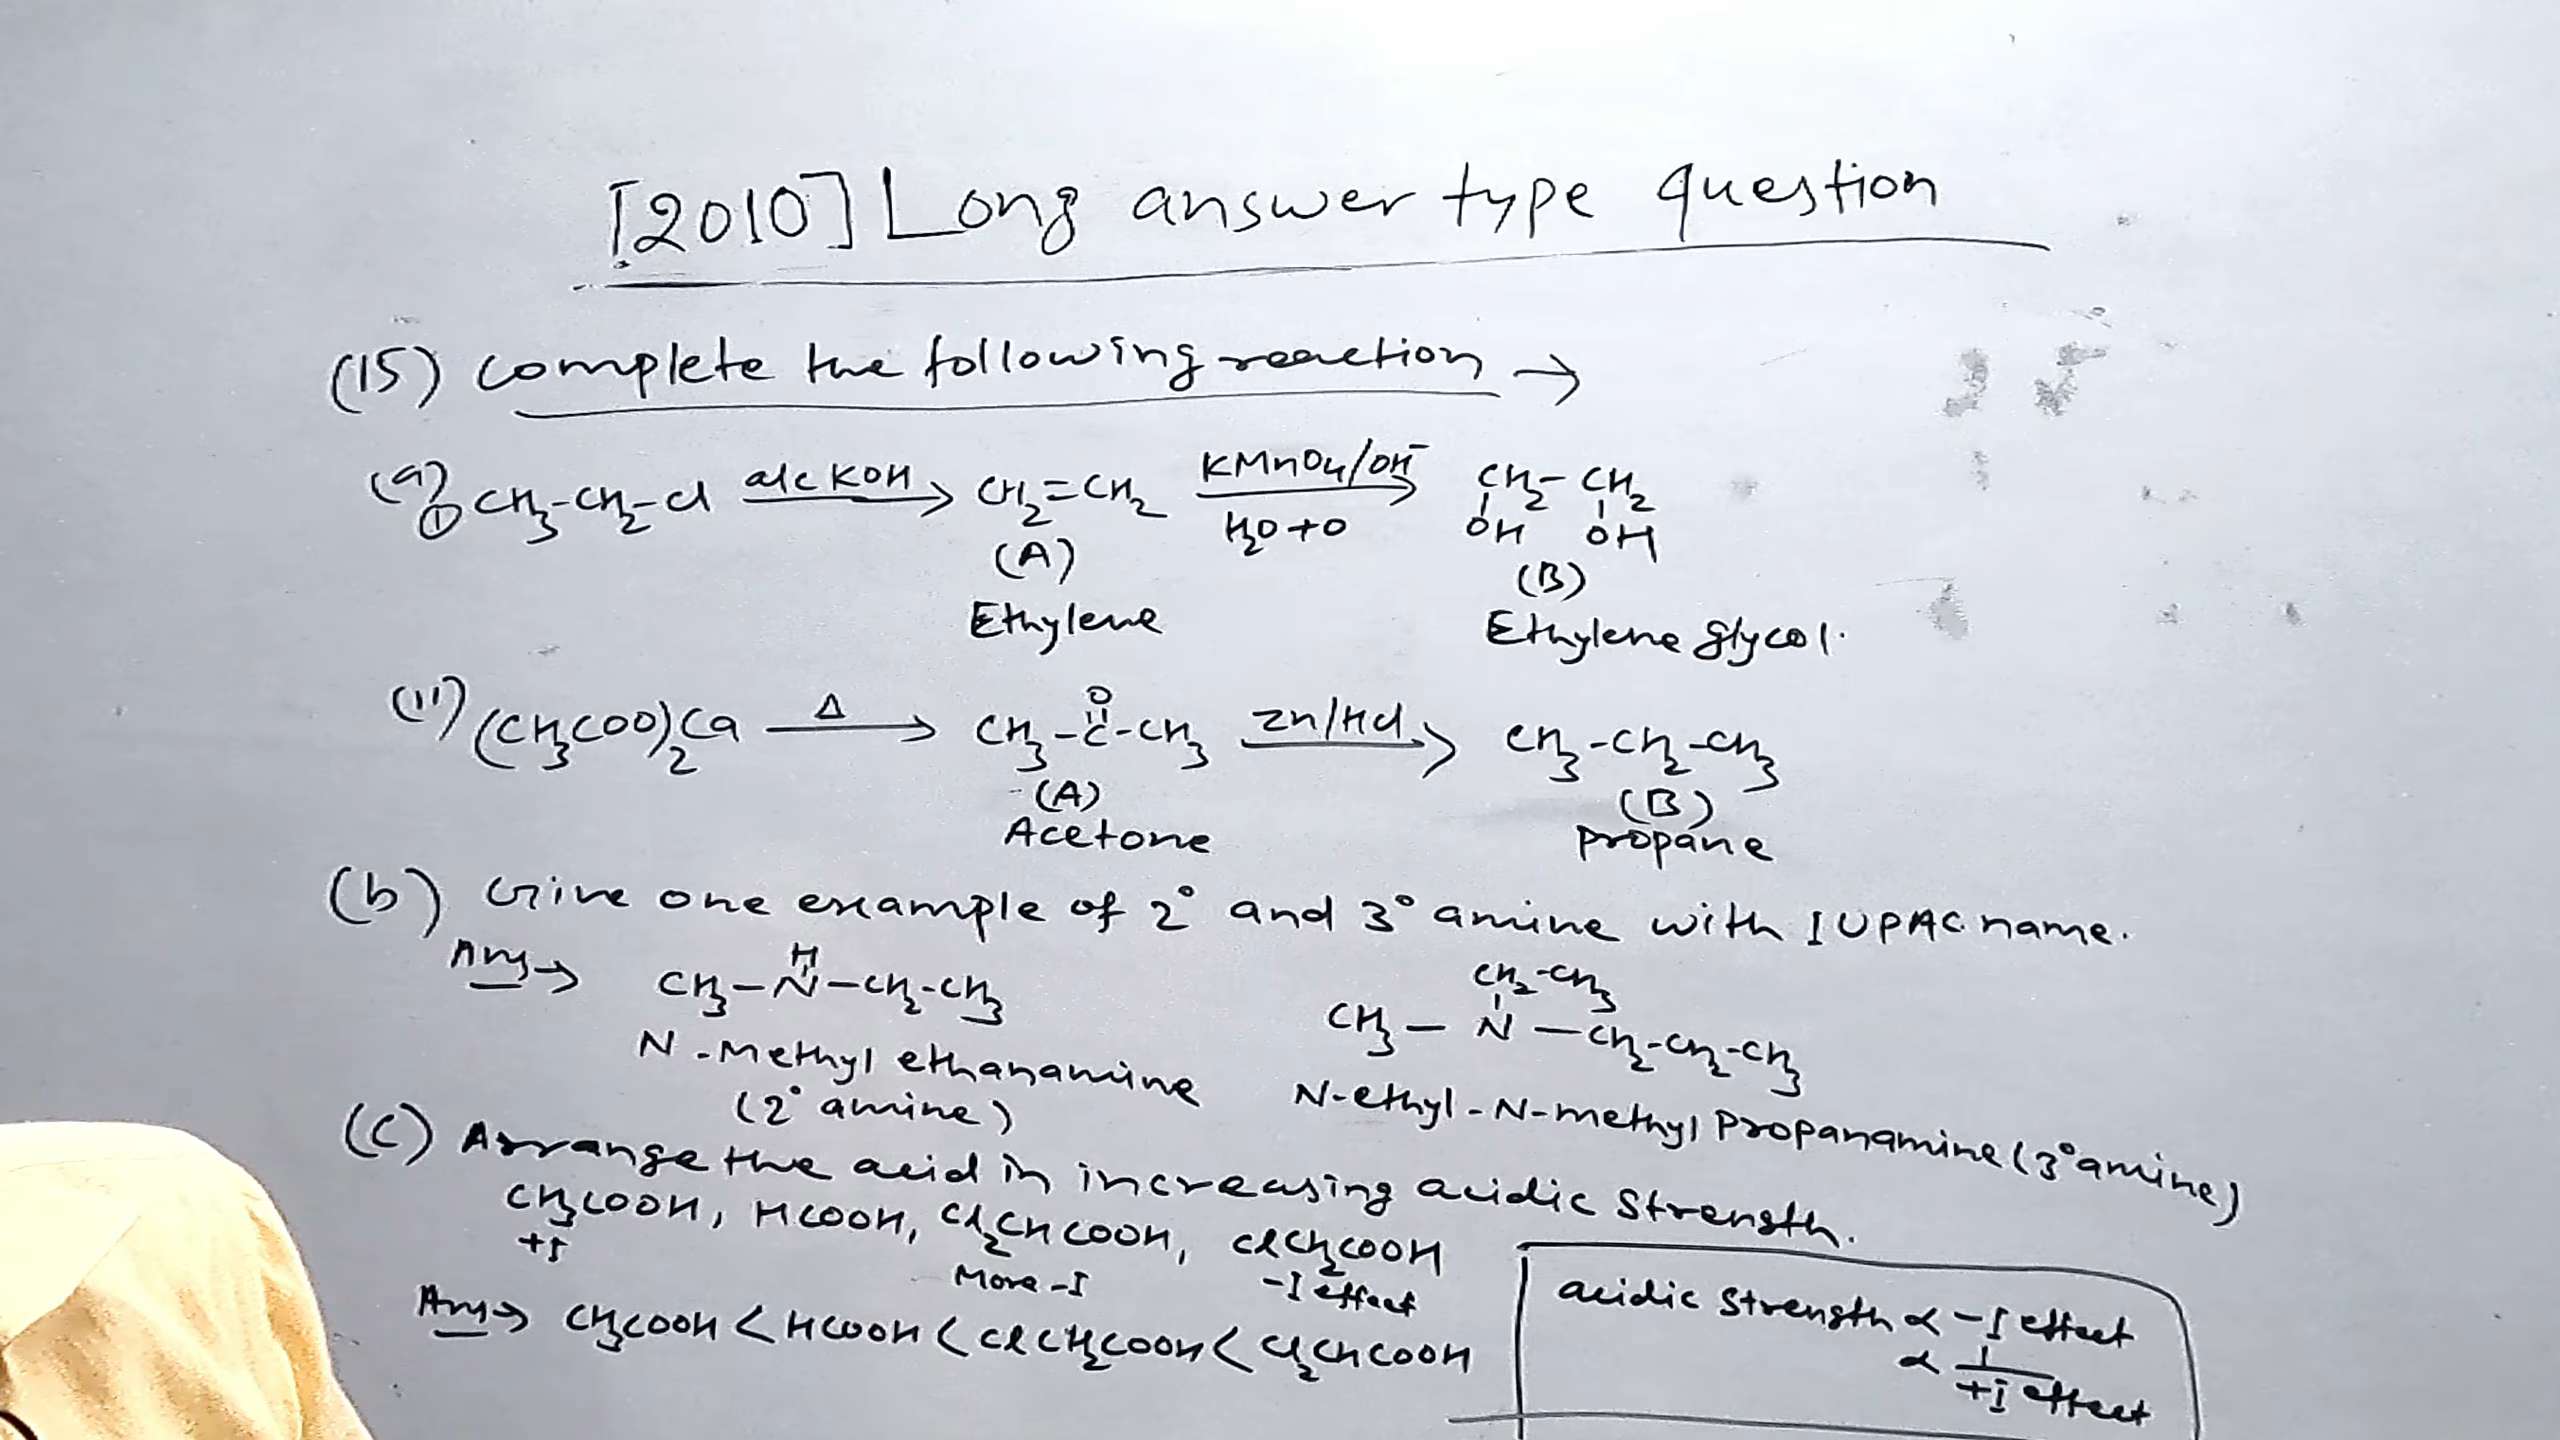 [2010] Long answer type question
(15) Complete the following reaction →
(a) ① CH₃-CH₂-Cl —alc KOH→ CH₂=CH₂ —KMnO₄/OH⁻ / H₂O+O→ CH₂-CH₂
OH OH
(A) (B)
Ethylene Ethylene glycol.
(ii) (CH₃COO)₂Ca —Δ→ CH₃-C(=O)-CH₃ —Zn/HCl→ CH₃-CH₂-CH₃
(A) (B)
Acetone propane
(b) Give one example of 2° and 3° amine with IUPAC name.
Ans→ CH₃-N(H)-CH₂-CH₃ CH₃-N(CH₂-CH₃)-CH₂-CH₂-CH₃
N-Methyl ethanamine N-ethyl-N-methyl Propanamine (3° amine)
(2° amine)
(c) Arrange the acid in increasing acidic strength.
CH₃COOH, HCOOH, Cl₂CHCOOH, ClCH₂COOH
+I More -I -I effect
Ans→ CH₃COOH < HCOOH < ClCH₂COOH < Cl₂CHCOOH
acidic strength ∝ -I effect
∝ 1/+I effect